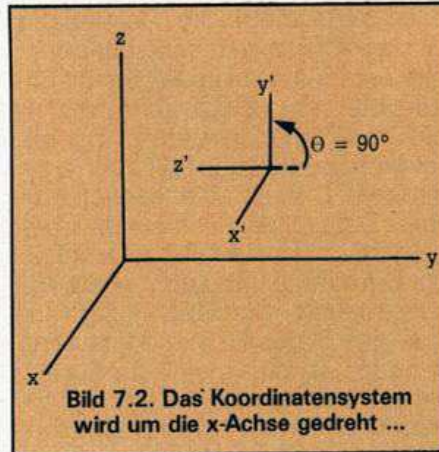 z
y'
Θ = 90°
z'
x'
y
x
Bild 7.2. Das Koordinatensystem
wird um die x-Achse gedreht ...